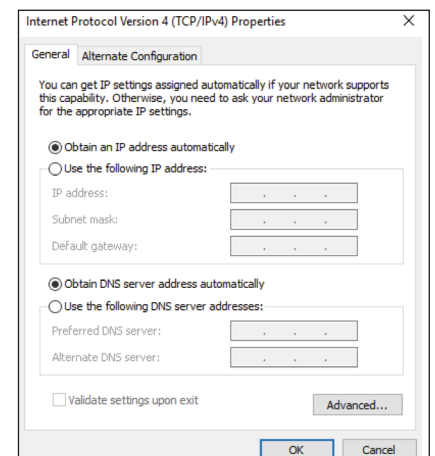 Internet Protocol Version 4 (TCP/IPv4) Properties
General Alternate Configuration
You can get IP settings assigned automatically if your network supports
this capability. Otherwise, you need to ask your network administrator
for the appropriate IP settings.
Obtain an IP address automatically
Use the following IP address:
IP address: . . .
Subnet mask: . . .
Default gateway: . . .
Obtain DNS server address automatically
Use the following DNS server addresses:
Preferred DNS server: . . .
Alternate DNS server: . . .
Validate settings upon exit
Advanced...
OK Cancel